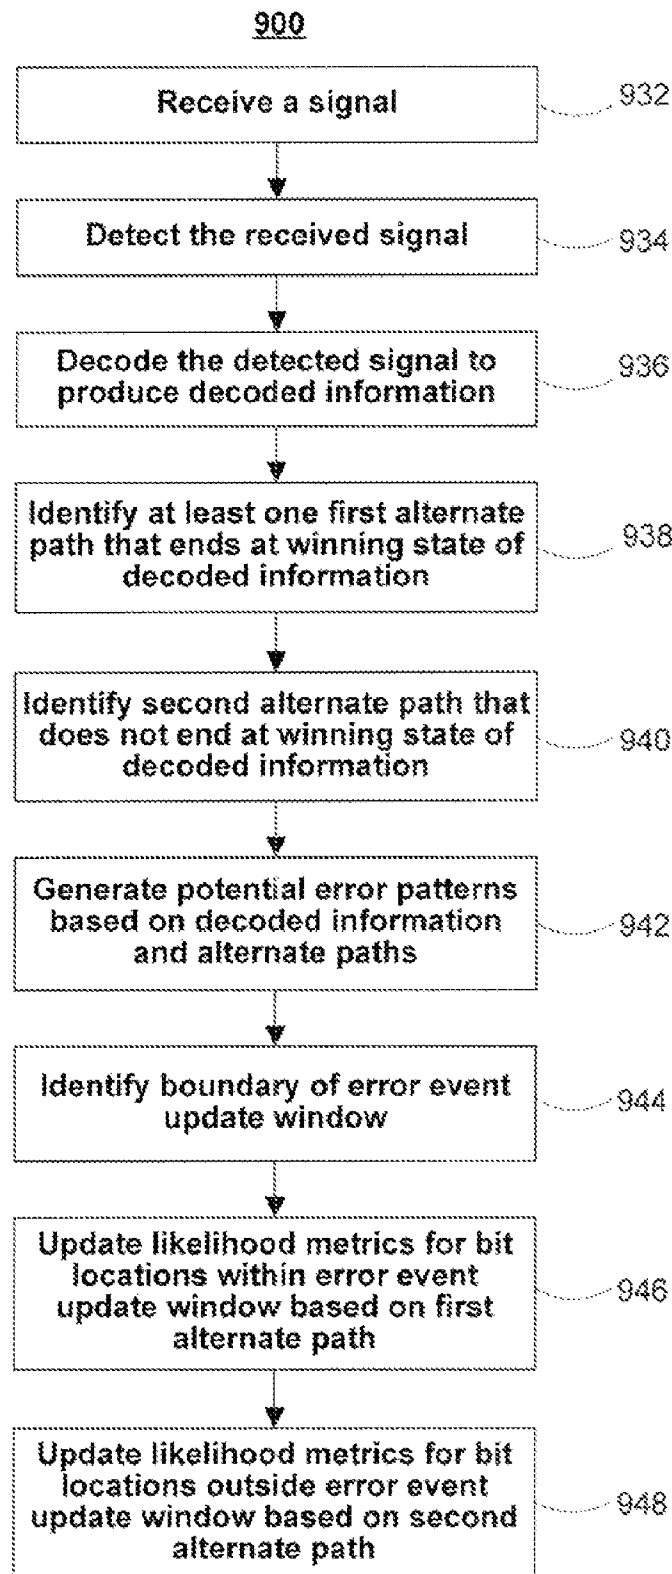 900
Receive a signal
932
Detect the received signal
934
Decode the detected signal to
produce decoded information
936
Identify at least one first alternate
path that ends at winning state of
decoded information
938
Identify second alternate path that
does not end at winning state of
decoded information
940
Generate potential error patterns
based on decoded information
and alternate paths
942
Identify boundary of error event
update window
944
Update likelihood metrics for bit
locations within error event
update window based on first
alternate path
946
Update likelihood metrics for bit
locations outside error event
update window based on second
alternate path
948